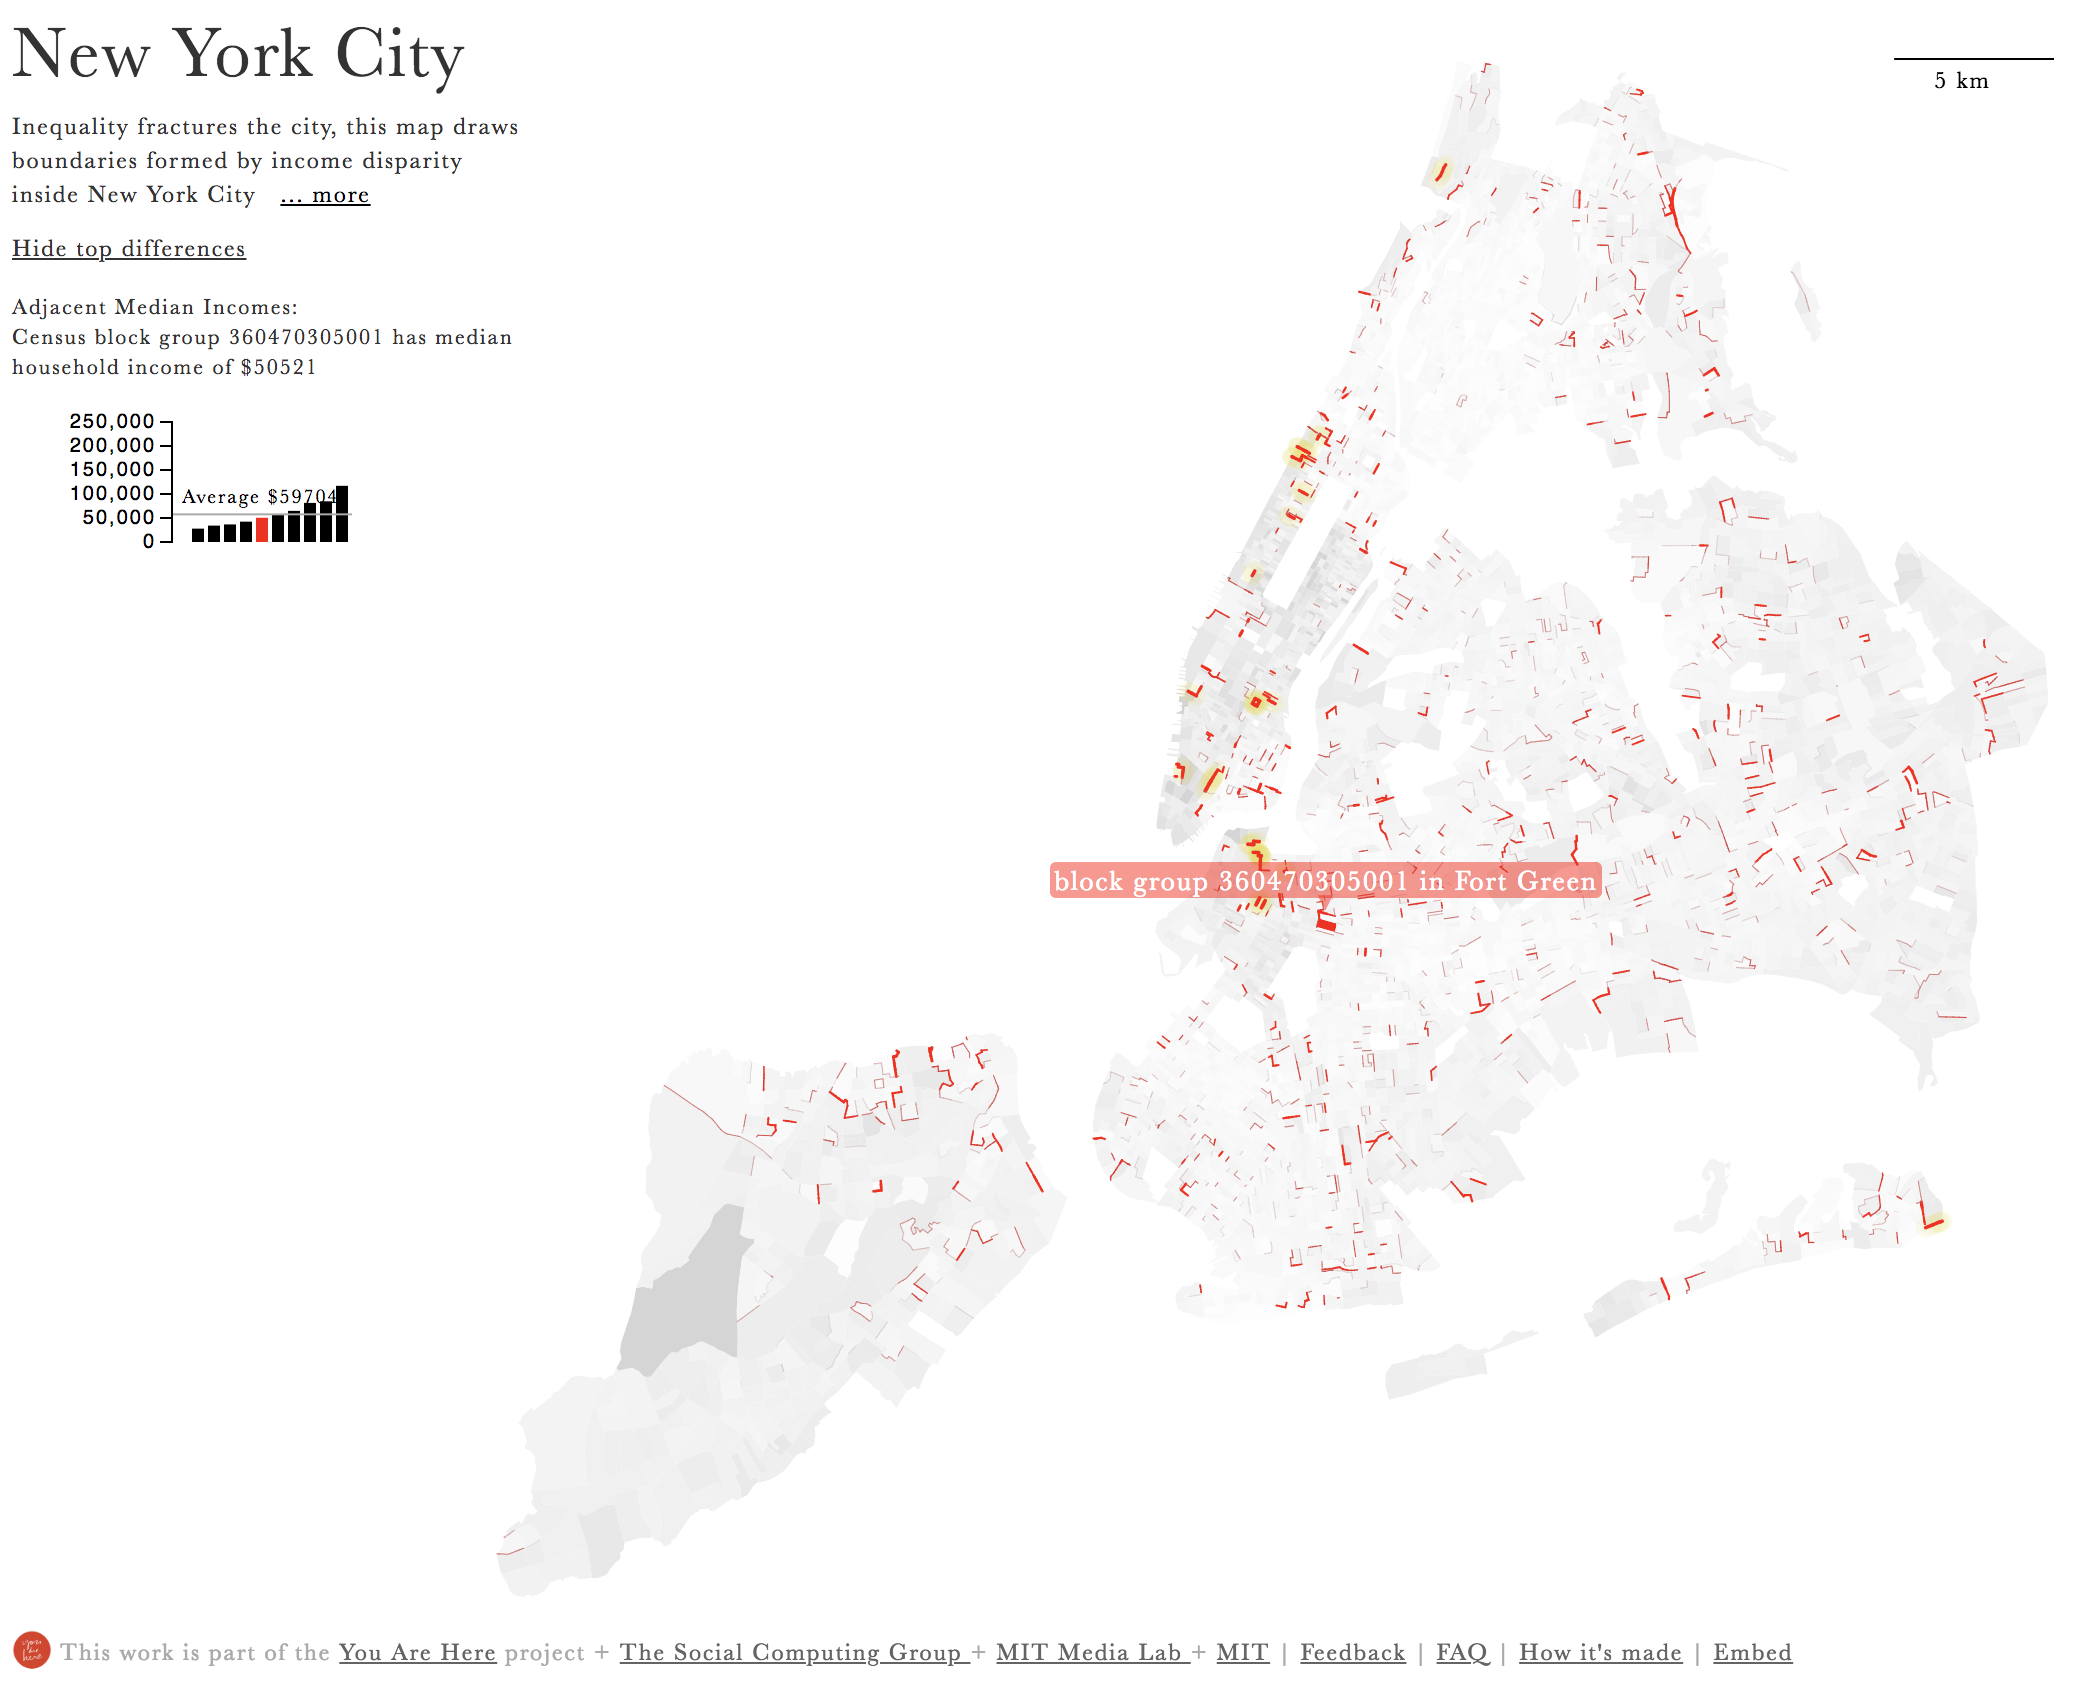 New York City
5 km
Inequality fractures the city, this map draws
boundaries formed by income disparity
inside New York City ... more
Hide top differences
Adjacent Median Incomes:
Census block group 360470305001 has median
household income of $50521
250,000
200,000
150,000
100,000
50,000
0
Average $59704
block group 360470305001 in Fort Green
you
are
here
This work is part of the You Are Here project + The Social Computing Group + MIT Media Lab + MIT | Feedback | FAQ | How it's made | Embed